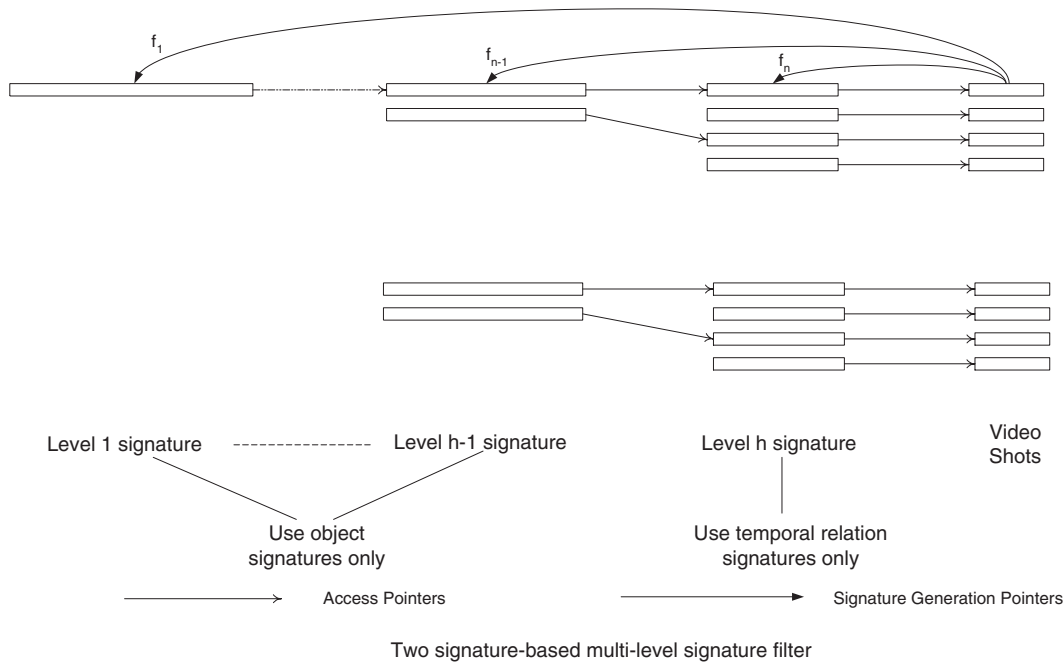 f1
fn-1
fn
Level 1 signature
Level h-1 signature
Level h signature
Video
Shots
Use object
signatures only
Use temporal relation
signatures only
Access Pointers
Signature Generation Pointers
Two signature-based multi-level signature filter